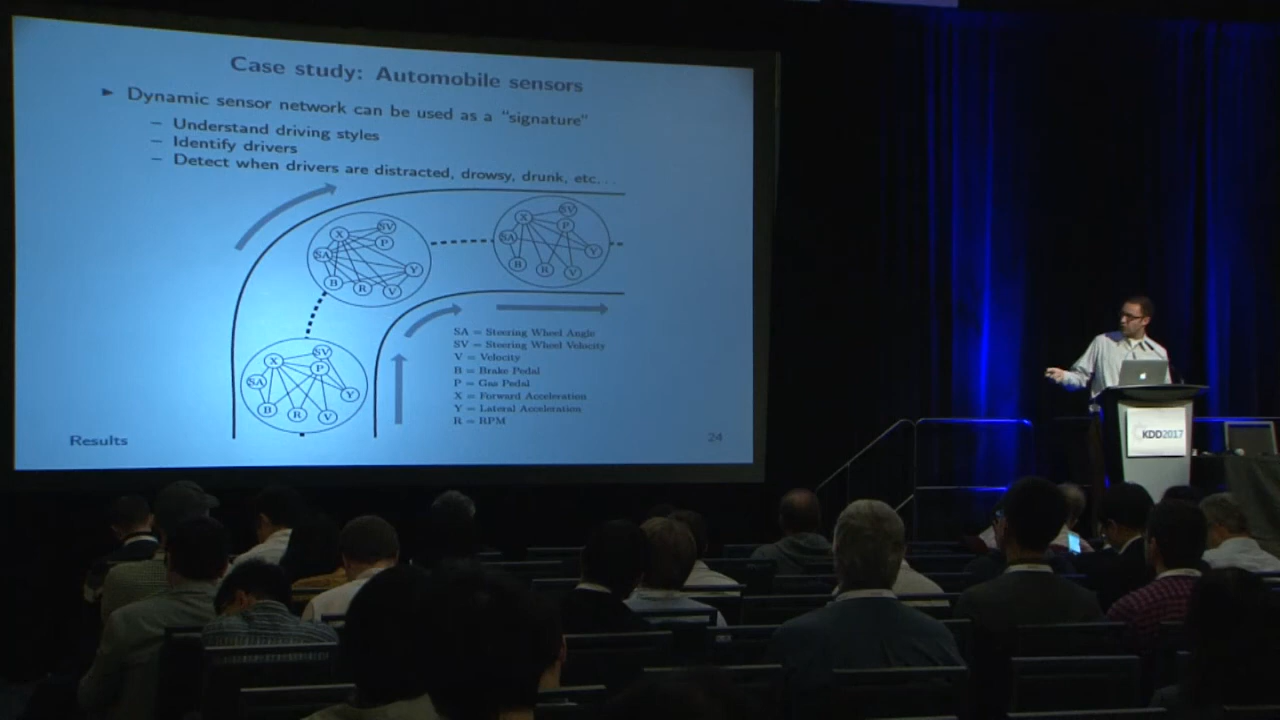 Case study: Automobile sensors
► Dynamic sensor network can be used as a "signature"
– Understand driving styles
– Identify drivers
– Detect when drivers are distracted, drowsy, drunk, etc...
X SV P SA Y B R V
X SV P SA Y B R V
X SV P SA Y B R V
SA = Steering Wheel Angle
SV = Steering Wheel Velocity
V = Velocity
B = Brake Pedal
P = Gas Pedal
X = Forward Acceleration
Y = Lateral Acceleration
R = RPM
Results
24
KDD2017